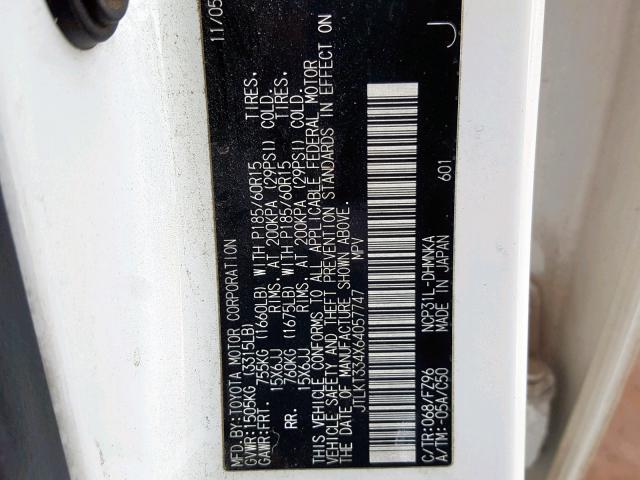 MFD.BY:TOYOTA MOTOR CORPORATION 11/05
GVWR:1505KG (3315LB)
GAWR:FRT. 755KG (1660LB) WITH P185/60R15 TIRES.
15X6JJ RIMS, AT 200KPA (29PSI) COLD.
RR. 760KG (1675LB) WITH P185/60R15 TIRES.
15X6JJ RIMS, AT 200KPA (29PSI) COLD.
THIS VEHICLE CONFORMS TO ALL APPLICABLE FEDERAL MOTOR
VEHICLE SAFETY AND THEFT PREVENTION STANDARDS IN EFFECT ON
THE DATE OF MANUFACTURE SHOWN ABOVE.
JTLKT334X64057747 MPV
C/TR:068/FZ96 NCP31L-DHMNKA 601 J
A/TM:-05A/C50 MADE IN JAPAN